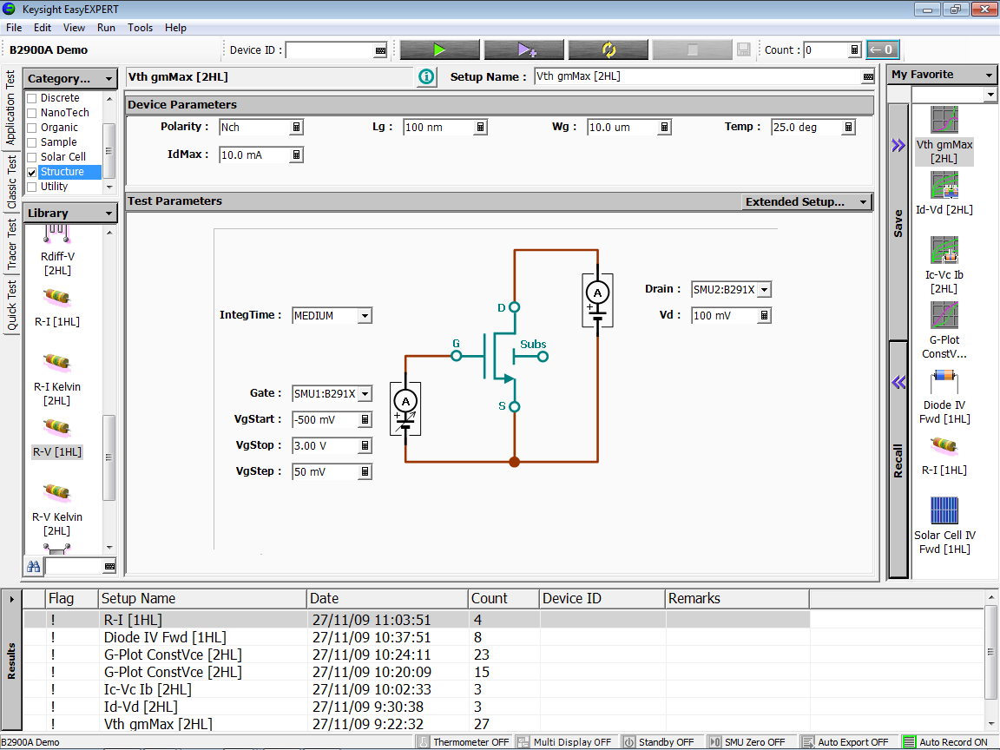 Keysight EasyEXPERT
File Edit View Run Tools Help
B2900A Demo
Device ID :
Count : 0
← 0
Application Test
Classic Test
Tracer Test
Quick Test
Category...
Discrete
NanoTech
Organic
Sample
Solar Cell
Structure
Utility
Library
Rdiff-V
[2HL]
R-I [1HL]
R-I Kelvin
[2HL]
R-V [1HL]
R-V Kelvin
[2HL]
Vth gmMax [2HL]
Setup Name : Vth gmMax [2HL]
Device Parameters
Polarity : Nch Lg : 100 nm Wg : 10.0 um Temp : 25.0 deg
IdMax : 10.0 mA
Test Parameters
Extended Setup...
IntegTime : MEDIUM
Gate : SMU1:B291X
VgStart : -500 mV
VgStop : 3.00 V
VgStep : 50 mV
A
D
G
Subs
S
A
Drain : SMU2:B291X
Vd : 100 mV
My Favorite
Save
Recall
Vth gmMax
[2HL]
Id-Vd [2HL]
Ic-Vc Ib
[2HL]
G-Plot
ConstV...
Diode IV
Fwd [1HL]
R-I [1HL]
Solar Cell IV
Fwd [1HL]
Results
Flag Setup Name Date Count Device ID Remarks
! R-I [1HL] 27/11/09 11:03:51 4
! Diode IV Fwd [1HL] 27/11/09 10:37:51 8
! G-Plot ConstVce [2HL] 27/11/09 10:24:11 23
! G-Plot ConstVce [2HL] 27/11/09 10:20:09 15
! Ic-Vc Ib [2HL] 27/11/09 10:02:33 3
! Id-Vd [2HL] 27/11/09 9:30:38 3
! Vth gmMax [2HL] 27/11/09 9:22:32 27
B2900A Demo Thermometer OFF Multi Display OFF Standby OFF SMU Zero OFF Auto Export OFF Auto Record ON